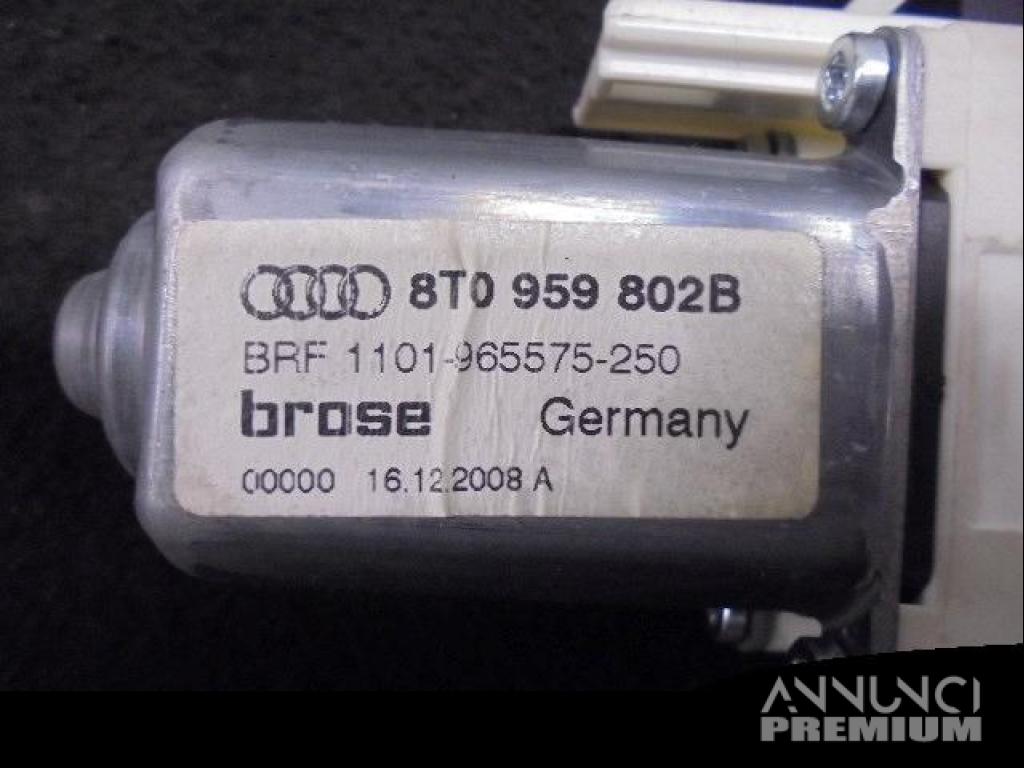 8T0 959 802B
BRF 1101-965575-250
brose Germany
00000 16.12.2008 A
ANNUNCI
PREMIUM